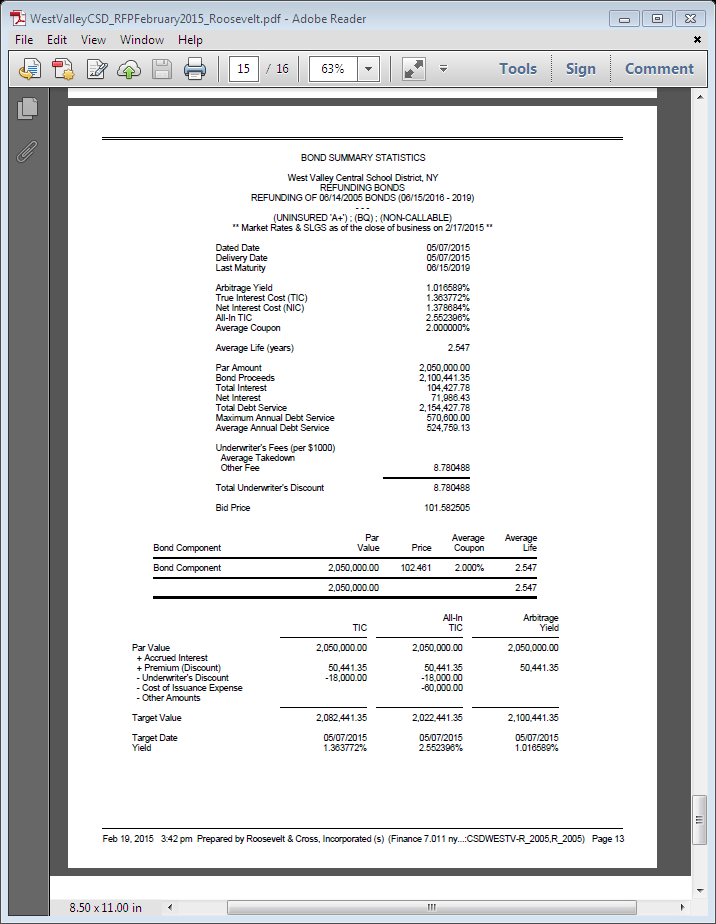 WestValleyCSD_RFPFebruary2015_Roosevelt.pdf - Adobe Reader
File Edit View Window Help
15 / 16 63% Tools Sign Comment
BOND SUMMARY STATISTICS
West Valley Central School District, NY
REFUNDING BONDS
REFUNDING OF 06/14/2005 BONDS (06/15/2016 - 2019)
- - -
(UNINSURED 'A+') ; (BQ) ; (NON-CALLABLE)
** Market Rates & SLGS as of the close of business on 2/17/2015 **
Dated Date 05/07/2015
Delivery Date 05/07/2015
Last Maturity 06/15/2019
Arbitrage Yield 1.016589%
True Interest Cost (TIC) 1.363772%
Net Interest Cost (NIC) 1.378684%
All-In TIC 2.552396%
Average Coupon 2.000000%
Average Life (years) 2.547
Par Amount 2,050,000.00
Bond Proceeds 2,100,441.35
Total Interest 104,427.78
Net Interest 71,986.43
Total Debt Service 2,154,427.78
Maximum Annual Debt Service 570,600.00
Average Annual Debt Service 524,759.13
Underwriter's Fees (per $1000)
Average Takedown
Other Fee 8.780488
Total Underwriter's Discount 8.780488
Bid Price 101.582505
Par Average Average
Bond Component Value Price Coupon Life
Bond Component 2,050,000.00 102.461 2.000% 2.547
2,050,000.00 2.547
All-In Arbitrage
TIC TIC Yield
Par Value 2,050,000.00 2,050,000.00 2,050,000.00
+ Accrued Interest
+ Premium (Discount) 50,441.35 50,441.35 50,441.35
- Underwriter's Discount -18,000.00 -18,000.00
- Cost of Issuance Expense -60,000.00
- Other Amounts
Target Value 2,082,441.35 2,022,441.35 2,100,441.35
Target Date 05/07/2015 05/07/2015 05/07/2015
Yield 1.363772% 2.552396% 1.016589%
Feb 19, 2015 3:42 pm Prepared by Roosevelt & Cross, Incorporated (s) (Finance 7.011 ny...:CSDWESTV-R_2005,R_2005) Page 13
8.50 x 11.00 in